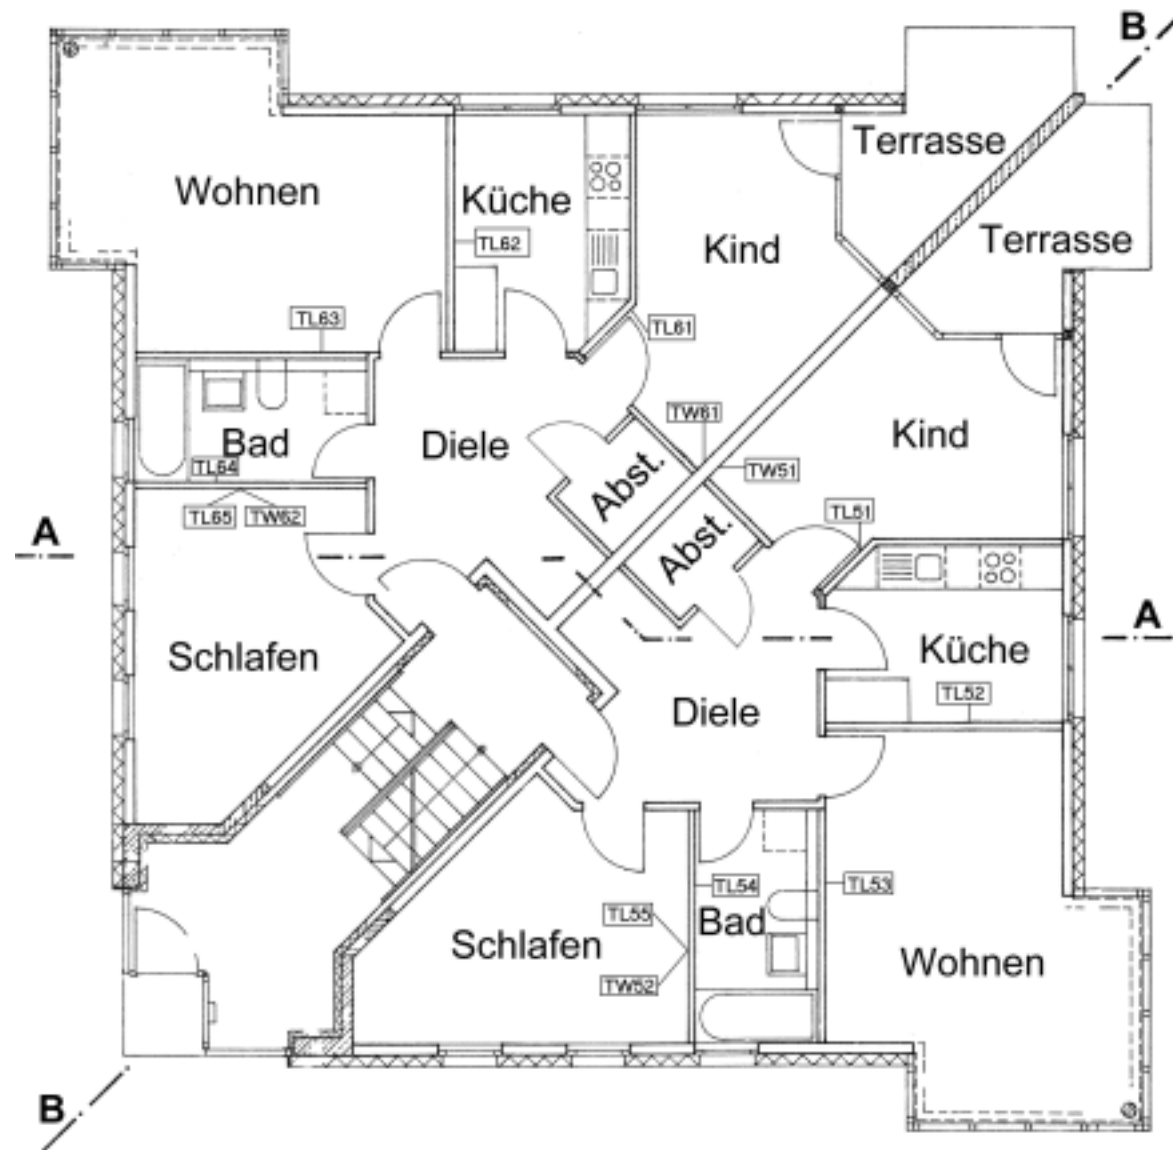 B
Terrasse
Wohnen
Küche
TL62
Kind
Terrasse
TL63
TL61
TW61
Bad
Diele
Kind
TL64
Abst.
TW51
TL65
TW62
TL51
A
Abst.
A
Schlafen
Küche
TL52
Diele
TL54
TL53
TL55
Bad
Schlafen
Wohnen
TW52
B